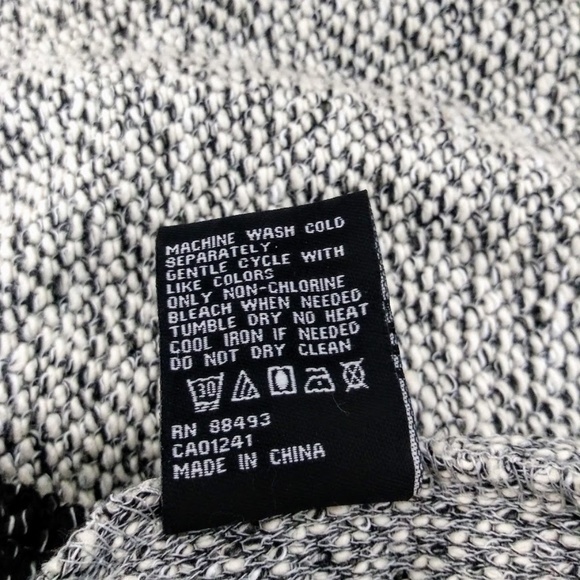 MACHINE WASH COLD
SEPARATELY
GENTLE CYCLE WITH
LIKE COLORS
ONLY NON-CHLORINE
BLEACH WHEN NEEDED
TUMBLE DRY NO HEAT
COOL IRON IF NEEDED
DO NOT DRY CLEAN
30
RN 88493
CA01241
MADE IN CHINA